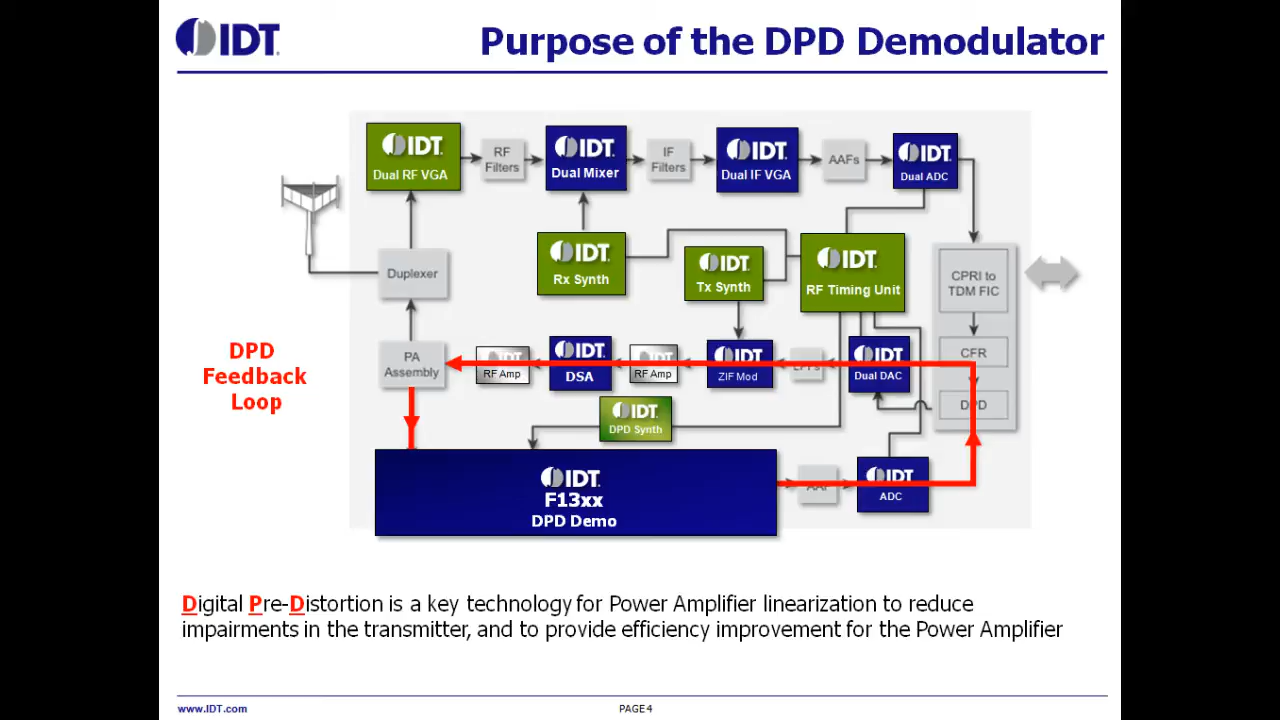 IDT.
Purpose of the DPD Demodulator
IDT.
Dual RF VGA
RF
Filters
IDT.
Dual Mixer
IF
Filters
IDT.
Dual IF VGA
AAFs
IDT.
Dual ADC
Duplexer
IDT.
Rx Synth
IDT.
Tx Synth
IDT.
RF Timing Unit
CPRI to
TDM FIC
CFR
DPD
DPD
Feedback
Loop
PA
Assembly
IDT.
RF Amp
IDT.
DSA
IDT.
RF Amp
IDT.
ZIF Mod
LPFs
IDT.
Dual DAC
IDT.
DPD Synth
IDT.
F13xx
DPD Demo
AAF
IDT.
ADC
Digital Pre-Distortion is a key technology for Power Amplifier linearization to reduce
impairments in the transmitter, and to provide efficiency improvement for the Power Amplifier
www.IDT.com
PAGE 4